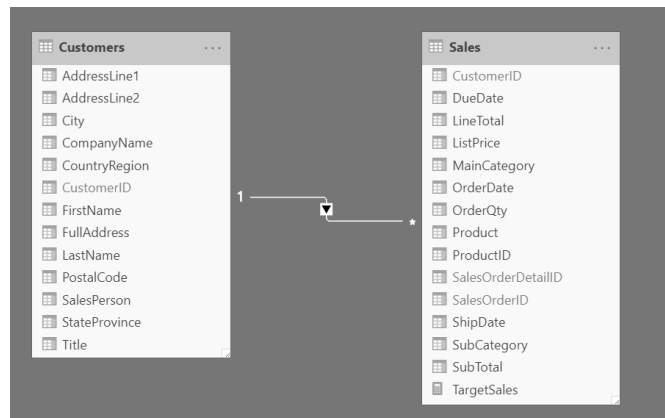 Customers ...
AddressLine1
AddressLine2
City
CompanyName
CountryRegion
CustomerID
FirstName
FullAddress
LastName
PostalCode
SalesPerson
StateProvince
Title
1
*
Sales ...
CustomerID
DueDate
LineTotal
ListPrice
MainCategory
OrderDate
OrderQty
Product
ProductID
SalesOrderDetailID
SalesOrderID
ShipDate
SubCategory
SubTotal
TargetSales